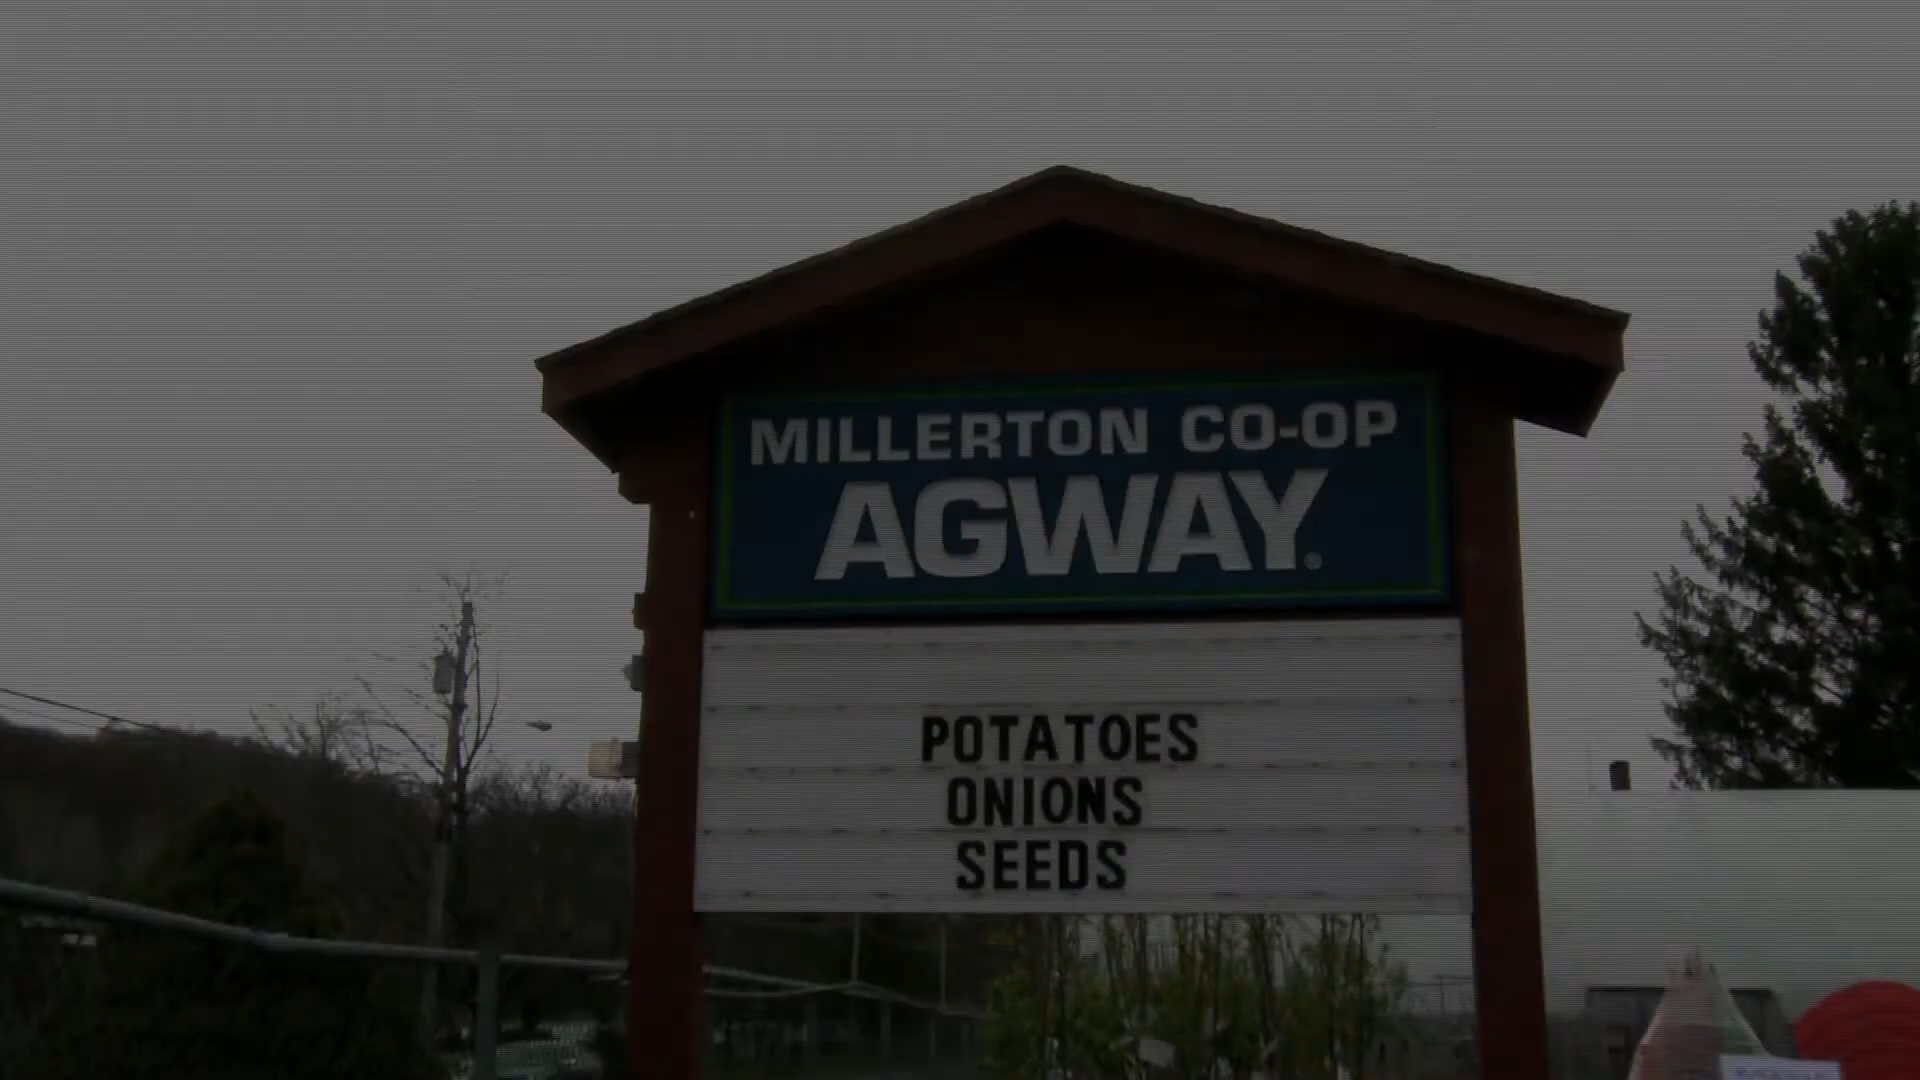 MILLERTON CO-OP
AGWAY.
POTATOES
ONIONS
SEEDS